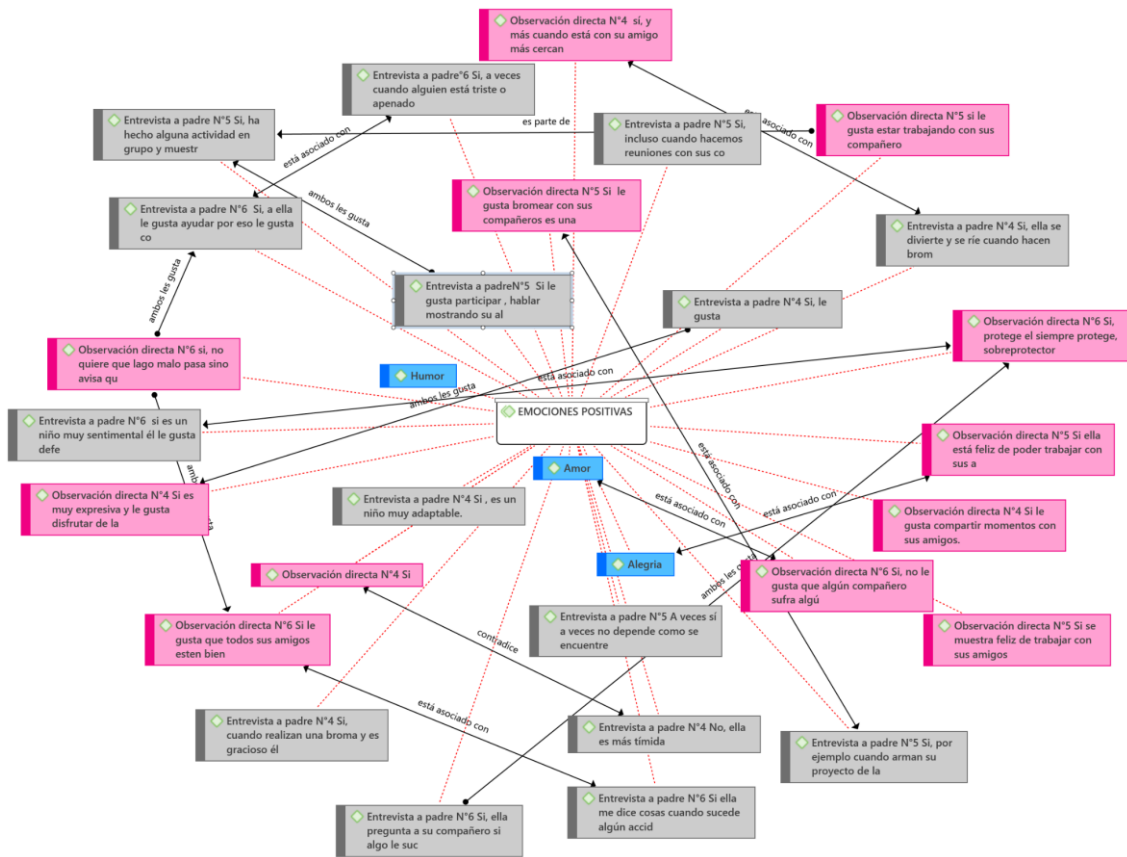 Observación directa N°4 sí, y
más cuando está con su amigo
más cercan
Entrevista a padre°6 Si, a veces
cuando alguien está triste o
apenado
Entrevista a padre N°5 Si, ha
hecho alguna actividad en
grupo y muestr
es parte de
Entrevista a padre N°5 Si,
incluso cuando hacemos
reuniones con sus co
está asociado con
Observación directa N°5 si le
gusta estar trabajando con sus
compañero
está asociado con
ambos les gusta
Observación directa N°5 Si le
gusta bromear con sus
compañeros es una
Entrevista a padre N°6 Si, a ella
le gusta ayudar por eso le gusta
co
Entrevista a padre N°4 Si, ella se
divierte y se ríe cuando hacen
brom
ambos les gusta
Entrevista a padreN°5 Si le
gusta participar , hablar
mostrando su al
Entrevista a padre N°4 Si, le
gusta
Observación directa N°6 Si,
protege el siempre protege,
sobreprotector
Observación directa N°6 si, no
quiere que lago malo pasa sino
avisa qu
Humor
está asociado con
ambos les gusta
EMOCIONES POSITIVAS
Entrevista a padre N°6 si es un
niño muy sentimental él le gusta
defe
Observación directa N°5 Si ella
está feliz de poder trabajar con
sus a
está asociado con
Amor
Observación directa N°4 Si es
muy expresiva y le gusta
disfrutar de la
Entrevista a padre N°4 Si , es un
niño muy adaptable.
está asociado con
está asociado con
Observación directa N°4 Si le
gusta compartir momentos con
sus amigos.
Alegria
Observación directa N°4 Si
Observación directa N°6 Si, no le
gusta que algún compañero
sufra algú
ambos les gusta
Observación directa N°6 Si le
gusta que todos sus amigos
esten bien
Entrevista a padre N°5 A veces sí
a veces no depende como se
encuentre
Observación directa N°5 Si se
muestra feliz de trabajar con
sus amigos
contradice
está asociado con
Entrevista a padre N°4 Si,
cuando realizan una broma y es
gracioso él
Entrevista a padre N°4 No, ella
es más tímida
Entrevista a padre N°5 Si, por
ejemplo cuando arman su
proyecto de la
Entrevista a padre N°6 Si ella
me dice cosas cuando sucede
algún accid
Entrevista a padre N°6 Si, ella
pregunta a su compañero si
algo le suc